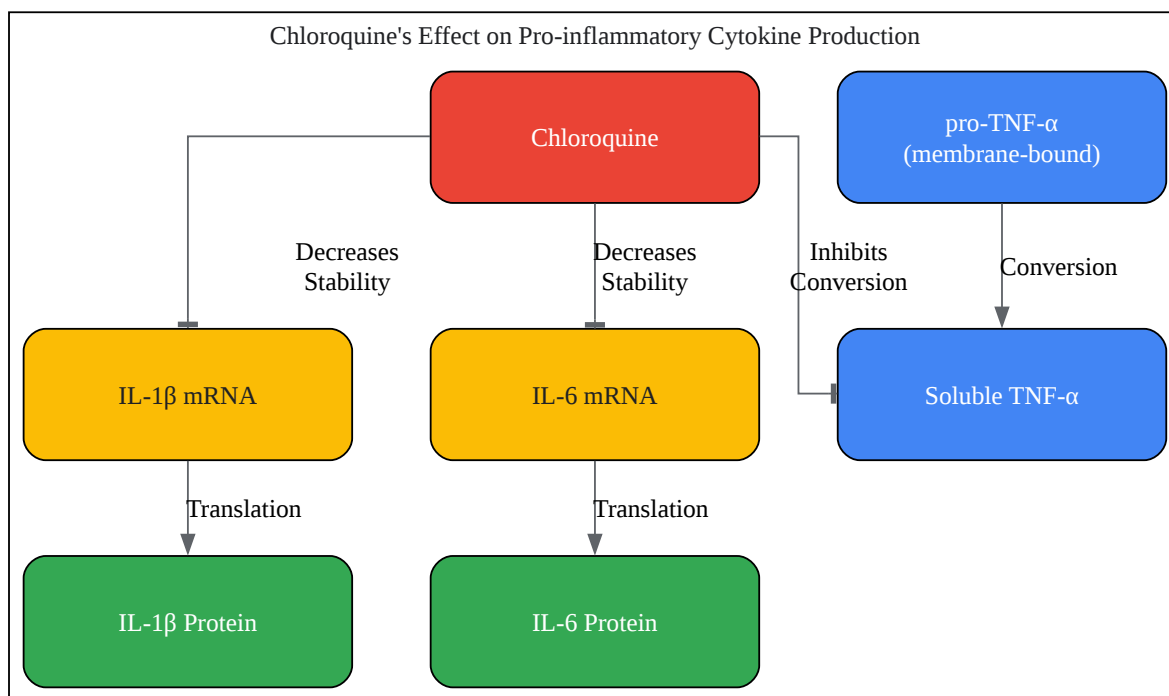 Chloroquine's Effect on Pro-inflammatory Cytokine Production
Chloroquine
pro-TNF-α
(membrane-bound)
Decreases
Stability
Decreases
Stability
Inhibits
Conversion
Conversion
IL-1β mRNA
IL-6 mRNA
Soluble TNF-α
Translation
Translation
IL-1β Protein
IL-6 Protein